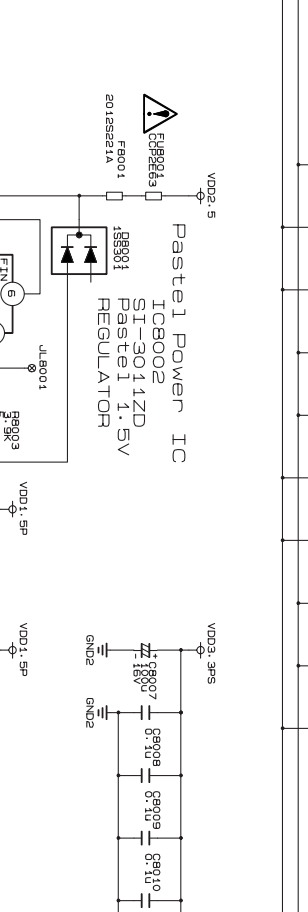 VDD2.5
FU8001
CCP2E63
F8001
2012S221A
D8001
1SS301
Pastel Power IC
IC8002
SI-3011ZD
Pastel 1.5V
REGULATOR
FIN
6
JL8001
R8003
3.9K
VDD1.5P
VDD1.5P
VDD3.3PS
GND2
+
C8007
100u
16V
-
GND2
C8008
0.1u
C8009
0.1u
C8010
0.1u